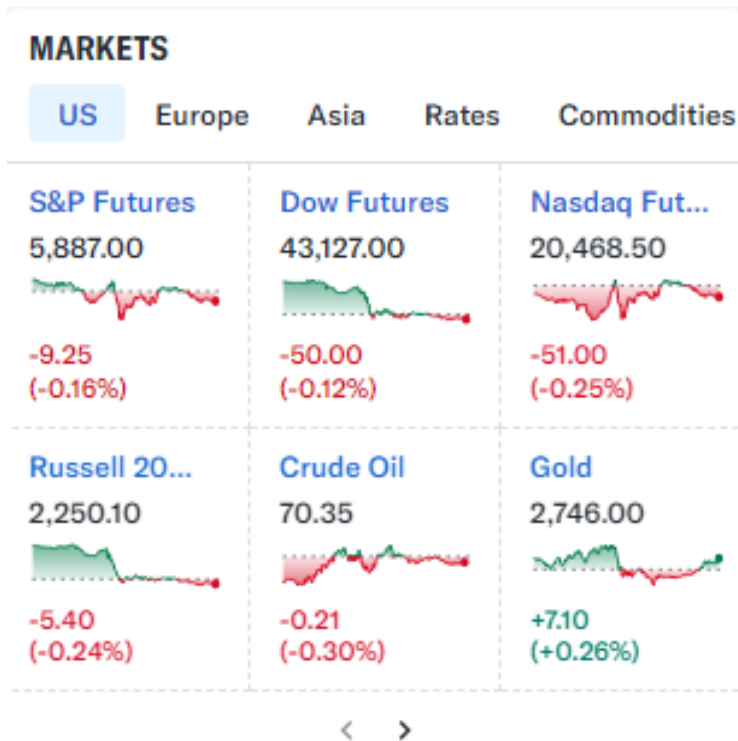 MARKETS
US Europe Asia Rates Commodities
S&P Futures Dow Futures Nasdaq Fut...
5,887.00 43,127.00 20,468.50
-9.25 -50.00 -51.00
(-0.16%) (-0.12%) (-0.25%)
Russell 20... Crude Oil Gold
2,250.10 70.35 2,746.00
-5.40 -0.21 +7.10
(-0.24%) (-0.30%) (+0.26%)